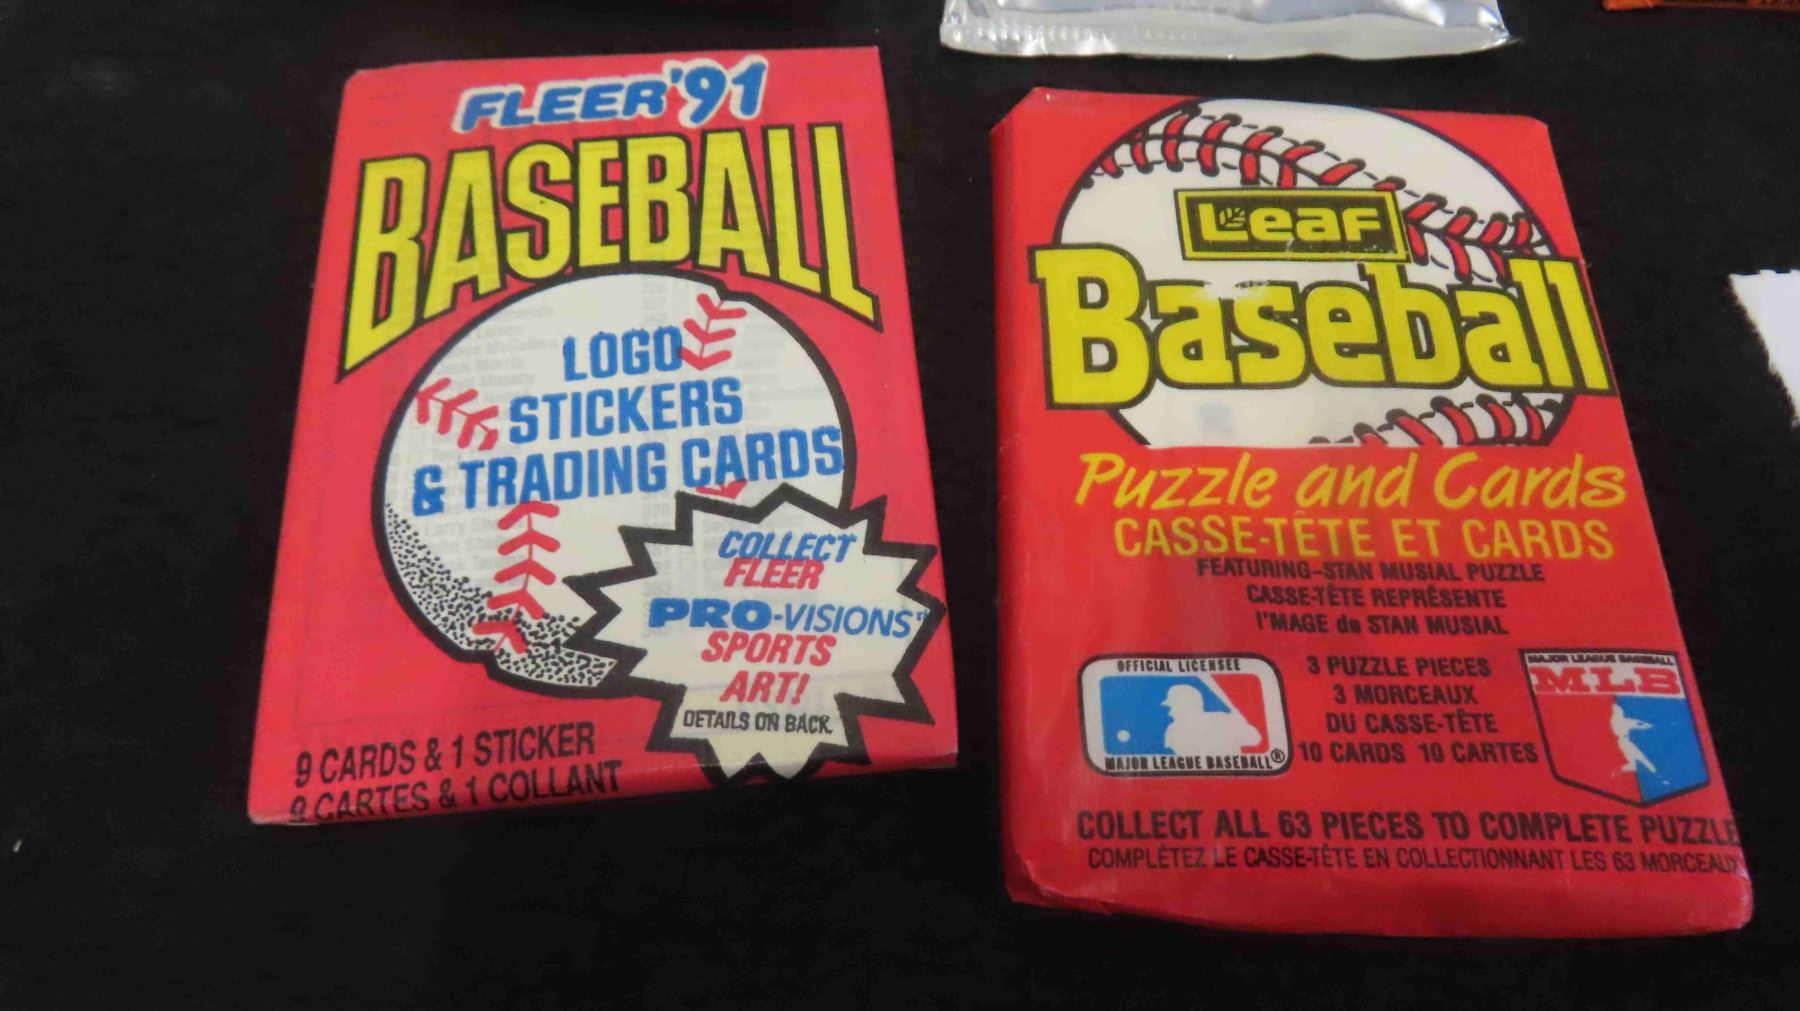 FLEER '91
BASEBALL
LOGO
STICKERS
& TRADING CARDS
COLLECT
FLEER
PRO-VISIONS™
SPORTS
ART!
DETAILS ON BACK
9 CARDS & 1 STICKER
9 CARTES & 1 COLLANT
Leaf
Baseball
Puzzle and Cards
CASSE-TÊTE ET CARDS
FEATURING-STAN MUSIAL PUZZLE
CASSE-TÊTE REPRÉSENTE
l'IMAGE de STAN MUSIAL
OFFICIAL LICENSEE
MAJOR LEAGUE BASEBALL®
3 PUZZLE PIECES
3 MORCEAUX
DU CASSE-TÊTE
10 CARDS 10 CARTES
MAJOR LEAGUE BASEBALL
MLB
COLLECT ALL 63 PIECES TO COMPLETE PUZZLE
COMPLÉTEZ LE CASSE-TÊTE EN COLLECTIONNANT LES 63 MORCEAUX